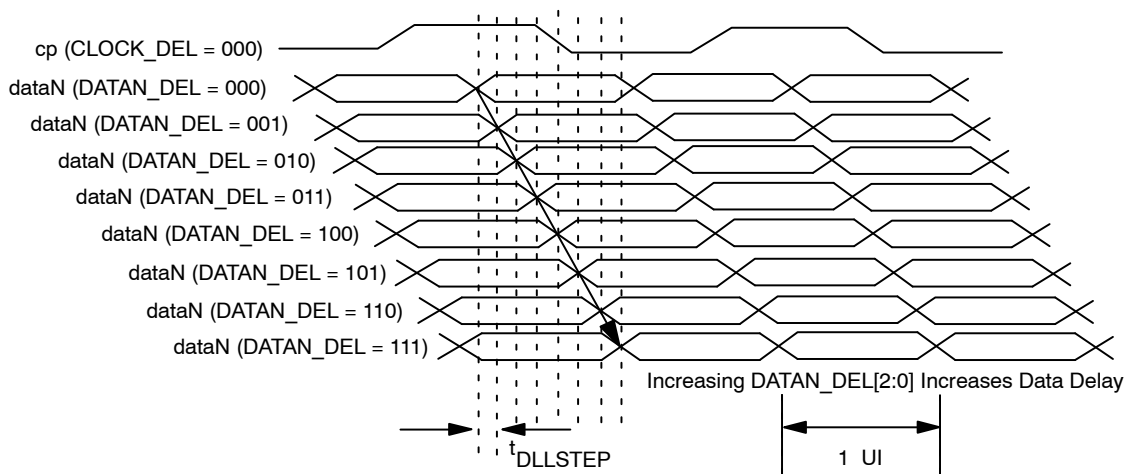 cp (CLOCK_DEL = 000)
dataN (DATAN_DEL = 000)
dataN (DATAN_DEL = 001)
dataN (DATAN_DEL = 010)
dataN (DATAN_DEL = 011)
dataN (DATAN_DEL = 100)
dataN (DATAN_DEL = 101)
dataN (DATAN_DEL = 110)
dataN (DATAN_DEL = 111)
Increasing DATAN_DEL[2:0] Increases Data Delay
tDLLSTEP
1 UI